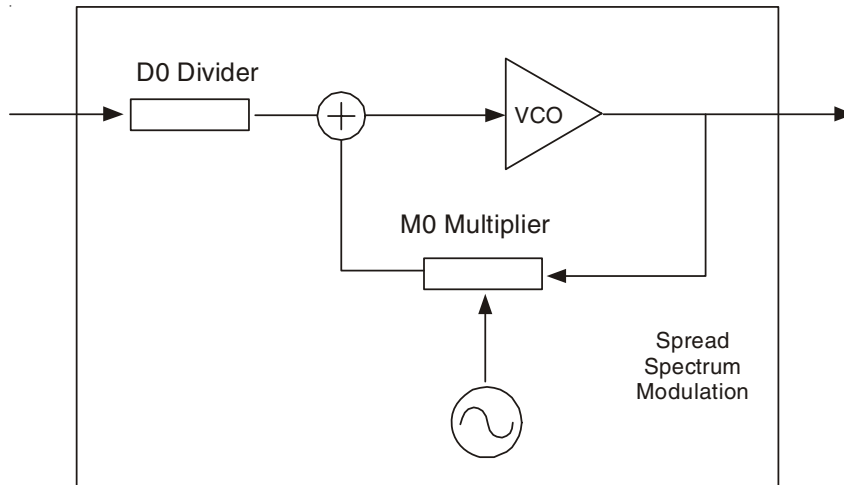 D0 Divider
VCO
M0 Multiplier
Spread
Spectrum
Modulation